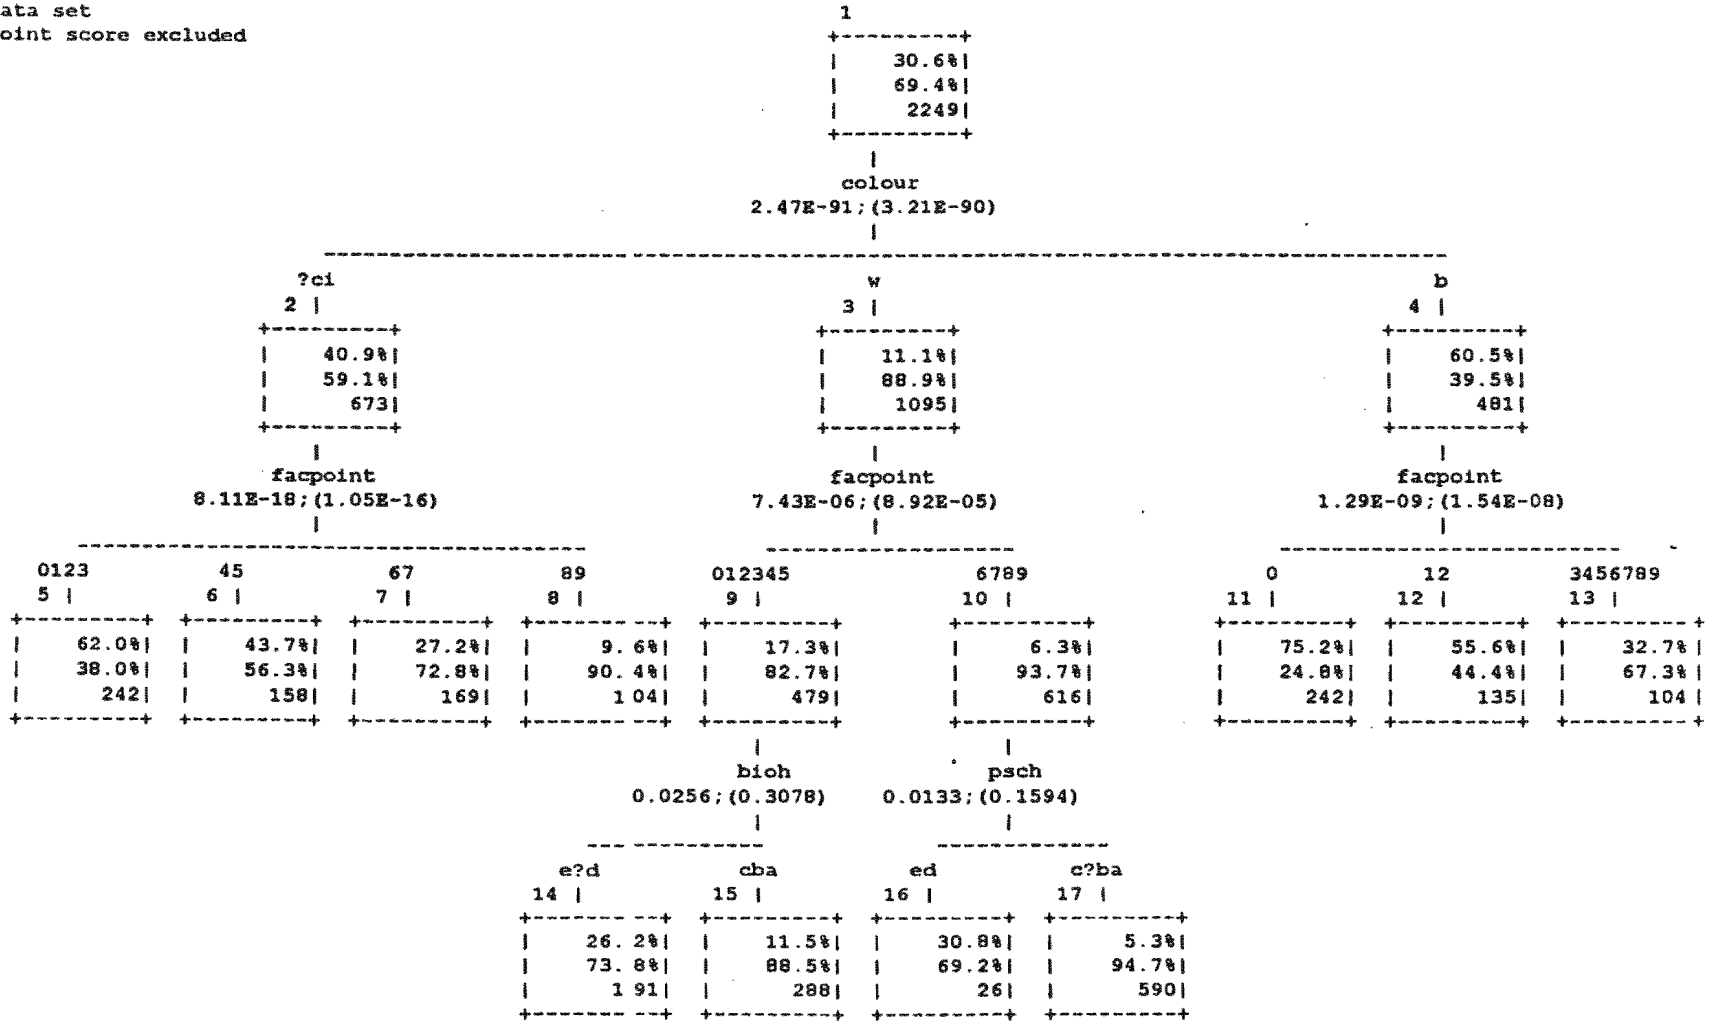 ata set 1
oint score excluded
+---------+
| 30.6%|
| 69.4%|
| 2249|
+---------+
|
colour
2.47E-91;(3.21E-90)
|
--------------------------------------------------------------------------------------
?ci w b
2 | 3 | 4 |
+---------+ +---------+ +---------+
| 40.9%| | 11.1%| | 60.5%|
| 59.1%| | 88.9%| | 39.5%|
| 673| | 1095| | 481|
+---------+ +---------+ +---------+
| | |
facpoint facpoint facpoint
8.11E-18;(1.05E-16) 7.43E-06;(8.92E-05) 1.29E-09;(1.54E-08)
| | |
--------------------------------------- ------------------- --------------------------
0123 45 67 89 012345 6789 0 12 3456789
5 | 6 | 7 | 8 | 9 | 10 | 11 | 12 | 13 |
+---------+ +---------+ +---------+ +---------+ +---------+ +---------+ +---------+ +---------+ +---------+
| 62.0%| | 43.7%| | 27.2%| | 9.6%| | 17.3%| | 6.3%| | 75.2%| | 55.6%| | 32.7%|
| 38.0%| | 56.3%| | 72.8%| | 90.4%| | 82.7%| | 93.7%| | 24.8%| | 44.4%| | 67.3%|
| 242| | 158| | 169| | 104| | 479| | 616| | 242| | 135| | 104|
+---------+ +---------+ +---------+ +---------+ +---------+ +---------+ +---------+ +---------+ +---------+
| |
bioh psch
0.0256;(0.3078) 0.0133;(0.1594)
| |
------------- -------------
e?d cba ed c?ba
14 | 15 | 16 | 17 |
+---------+ +---------+ +---------+ +---------+
| 26.2%| | 11.5%| | 30.8%| | 5.3%|
| 73.8%| | 88.5%| | 69.2%| | 94.7%|
| 191| | 288| | 26| | 590|
+---------+ +---------+ +---------+ +---------+